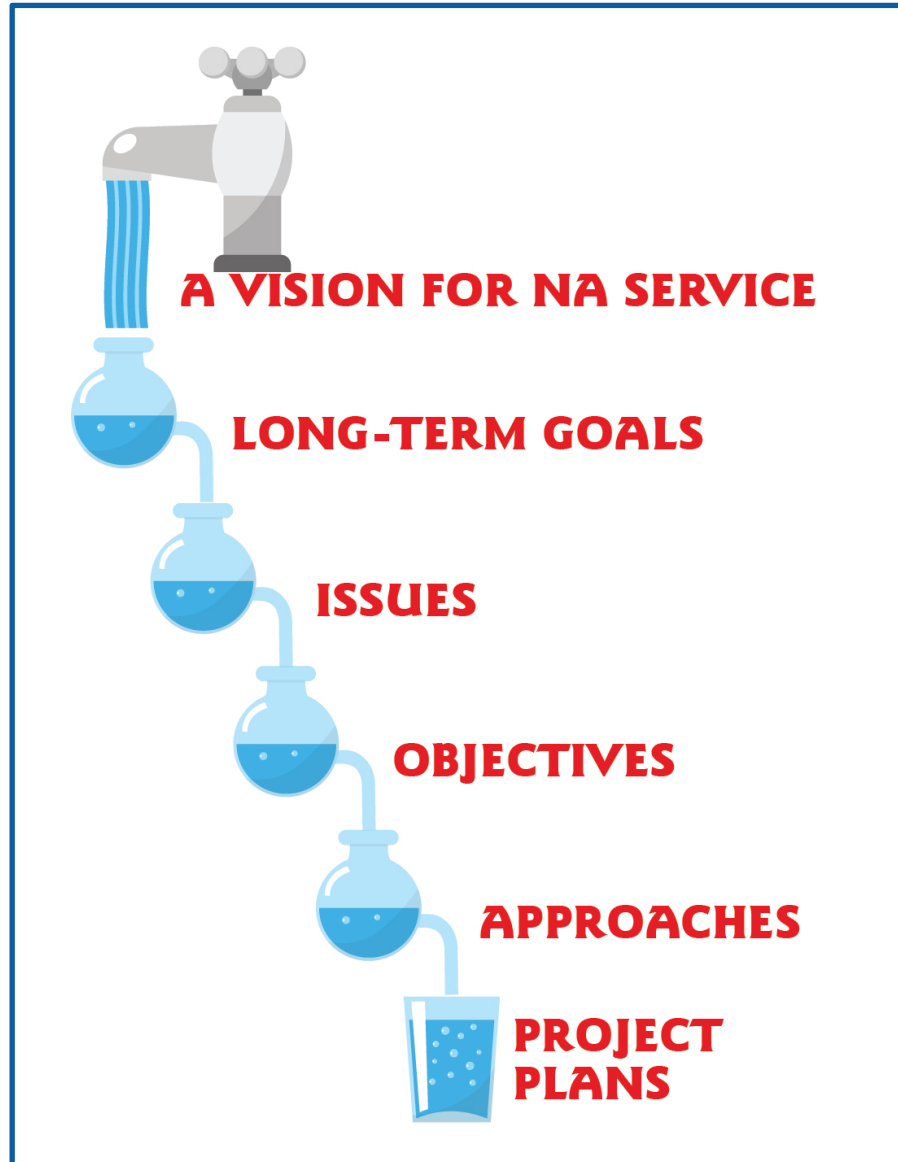 A VISION FOR NA SERVICE
LONG-TERM GOALS
ISSUES
OBJECTIVES
APPROACHES
PROJECT
PLANS